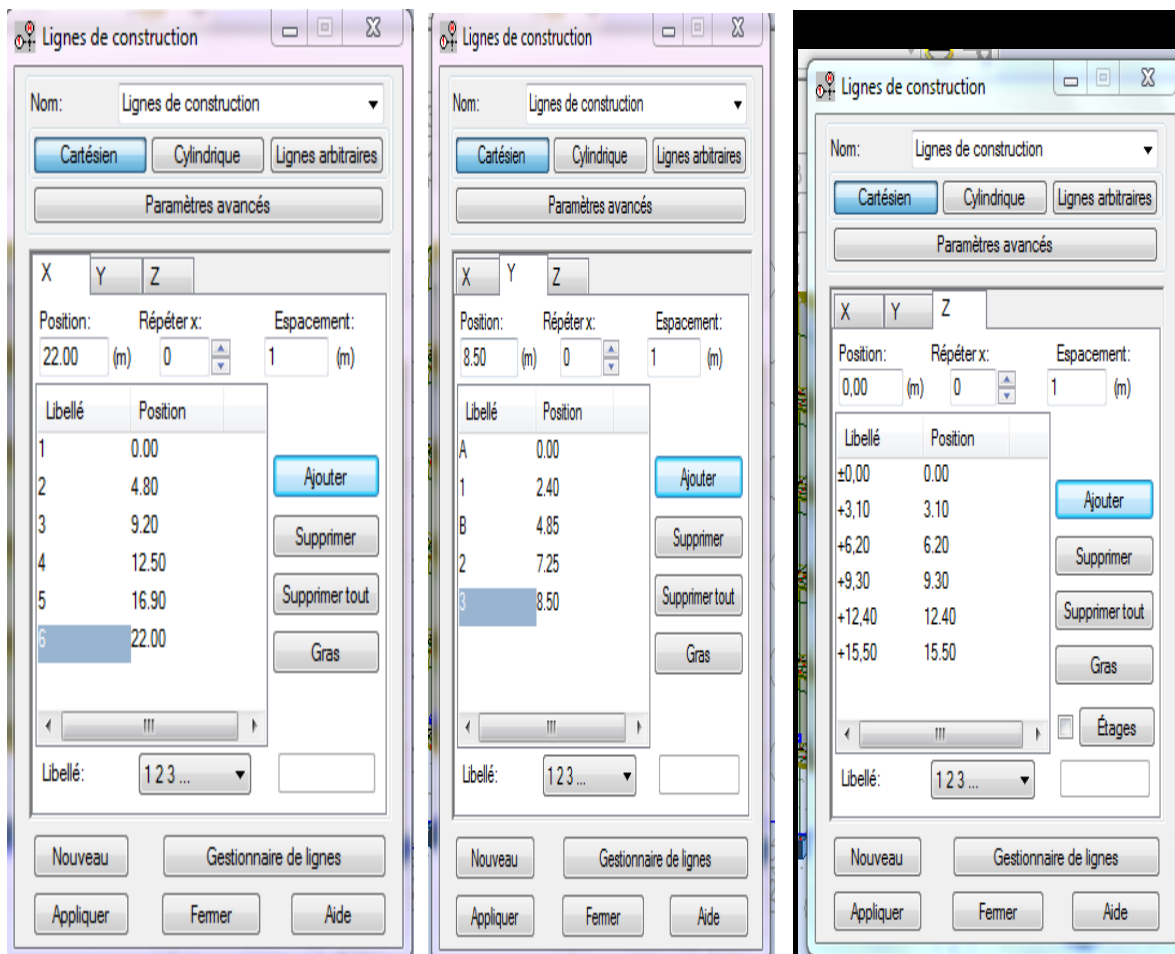 Lignes de construction
Nom: Lignes de construction
Cartésien Cylindrique Lignes arbitraires
Paramètres avancés
X Y Z
Position: Répéter x: Espacement:
22.00 (m) 0 1 (m)
Libellé Position
1 0.00
2 4.80
3 9.20
4 12.50
5 16.90
6 22.00
Ajouter
Supprimer
Supprimer tout
Gras
Libellé: 1 2 3 ...
Nouveau Gestionnaire de lignes
Appliquer Fermer Aide
Lignes de construction
Nom: Lignes de construction
Cartésien Cylindrique Lignes arbitraires
Paramètres avancés
X Y Z
Position: Répéter x: Espacement:
8.50 (m) 0 1 (m)
Libellé Position
A 0.00
1 2.40
B 4.85
2 7.25
3 8.50
Ajouter
Supprimer
Supprimer tout
Gras
Libellé: 1 2 3 ...
Nouveau Gestionnaire de lignes
Appliquer Fermer Aide
Lignes de construction
Nom: Lignes de construction
Cartésien Cylindrique Lignes arbitraires
Paramètres avancés
X Y Z
Position: Répéter x: Espacement:
0,00 (m) 0 1 (m)
Libellé Position
±0,00 0.00
+3,10 3.10
+6,20 6.20
+9,30 9.30
+12,40 12.40
+15,50 15.50
Ajouter
Supprimer
Supprimer tout
Gras
Étages
Libellé: 1 2 3 ...
Nouveau Gestionnaire de lignes
Appliquer Fermer Aide